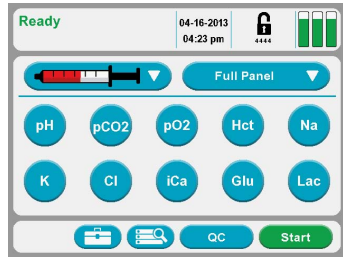 Ready
04-16-2013
04:23 pm
4444
Full Panel
pH pCO2 pO2 Hct Na
K Cl iCa Glu Lac
QC Start